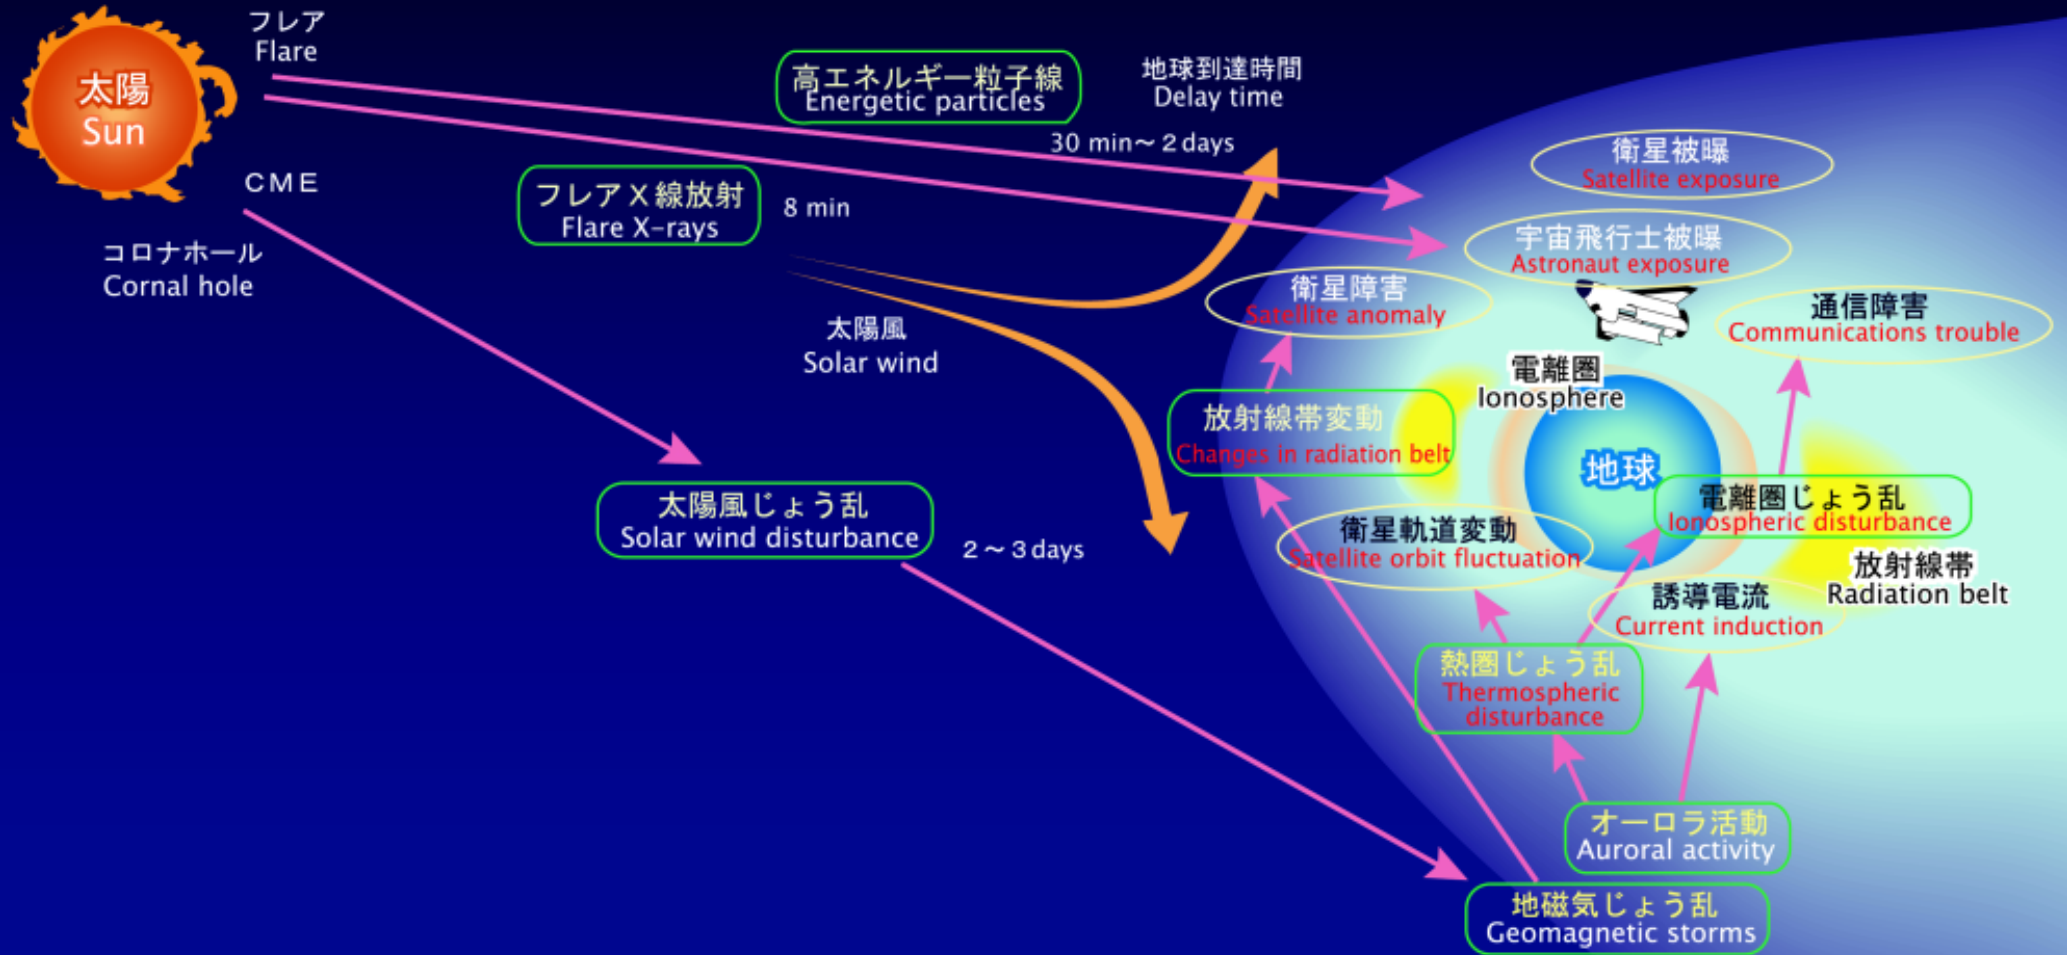 フレア
Flare
太陽
Sun
CME
コロナホール
Cornal hole
高エネルギー粒子線
Energetic particles
地球到達時間
Delay time
30 min〜2 days
フレアX線放射
Flare X-rays
8 min
太陽風
Solar wind
太陽風じょう乱
Solar wind disturbance
2〜3 days
衛星被曝
Satellite exposure
宇宙飛行士被曝
Astronaut exposure
衛星障害
Satellite anomaly
通信障害
Communications trouble
電離圏
Ionosphere
放射線帯変動
Changes in radiation belt
地球
電離圏じょう乱
Ionospheric disturbance
衛星軌道変動
Satellite orbit fluctuation
放射線帯
Radiation belt
誘導電流
Current induction
熱圏じょう乱
Thermospheric
disturbance
オーロラ活動
Auroral activity
地磁気じょう乱
Geomagnetic storms